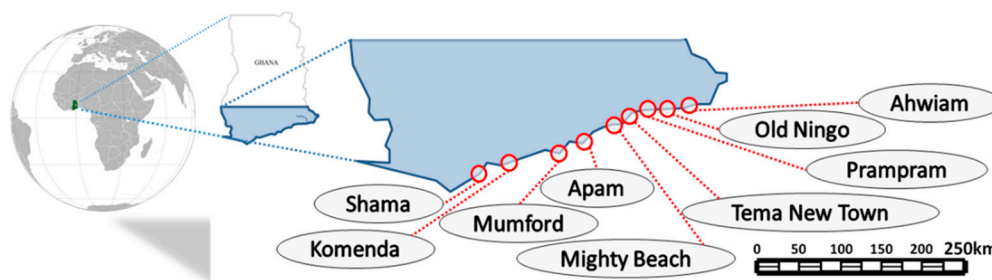 GHANA
Ahwiam
Old Ningo
Prampram
Shama
Apam
Tema New Town
Mumford
Komenda
Mighty Beach
0 50 100 150 200 250km